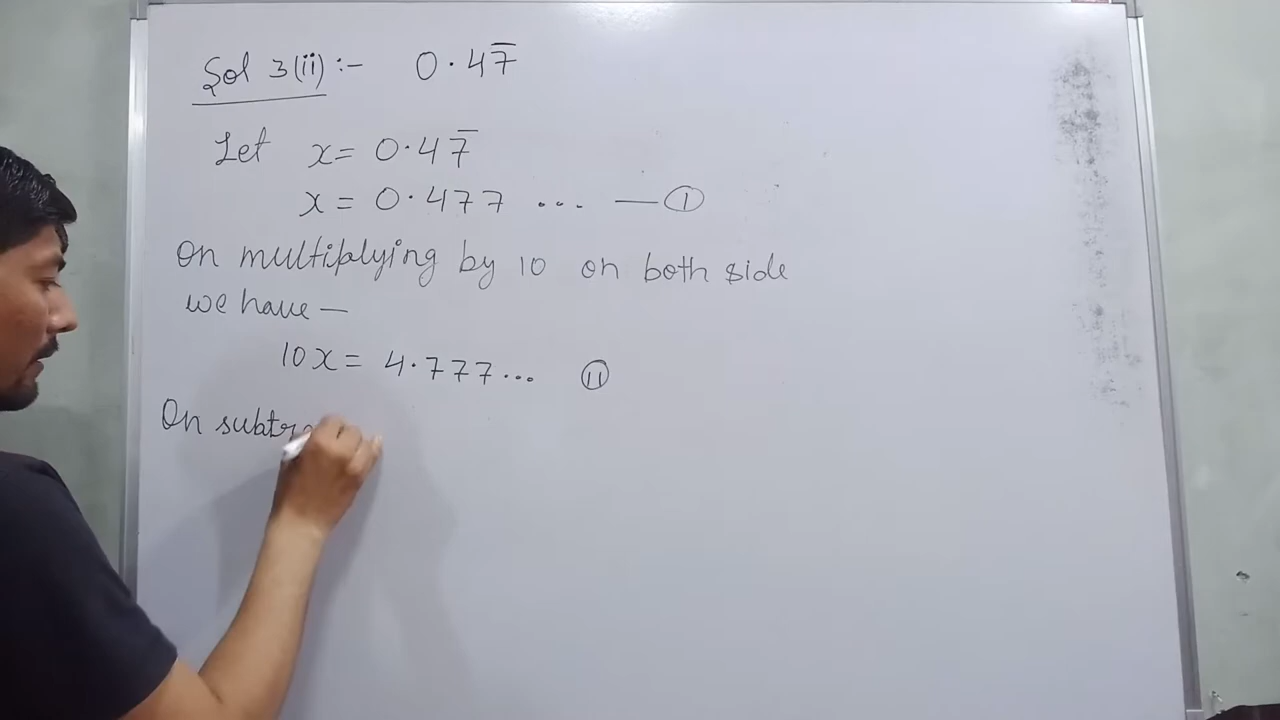 Sol 3(ii) :- 0.47̅
Let x = 0.47̅
x = 0.477 ... — ①
On multiplying by 10 on both side
we have —
10x = 4.777... ⑪
On subtr